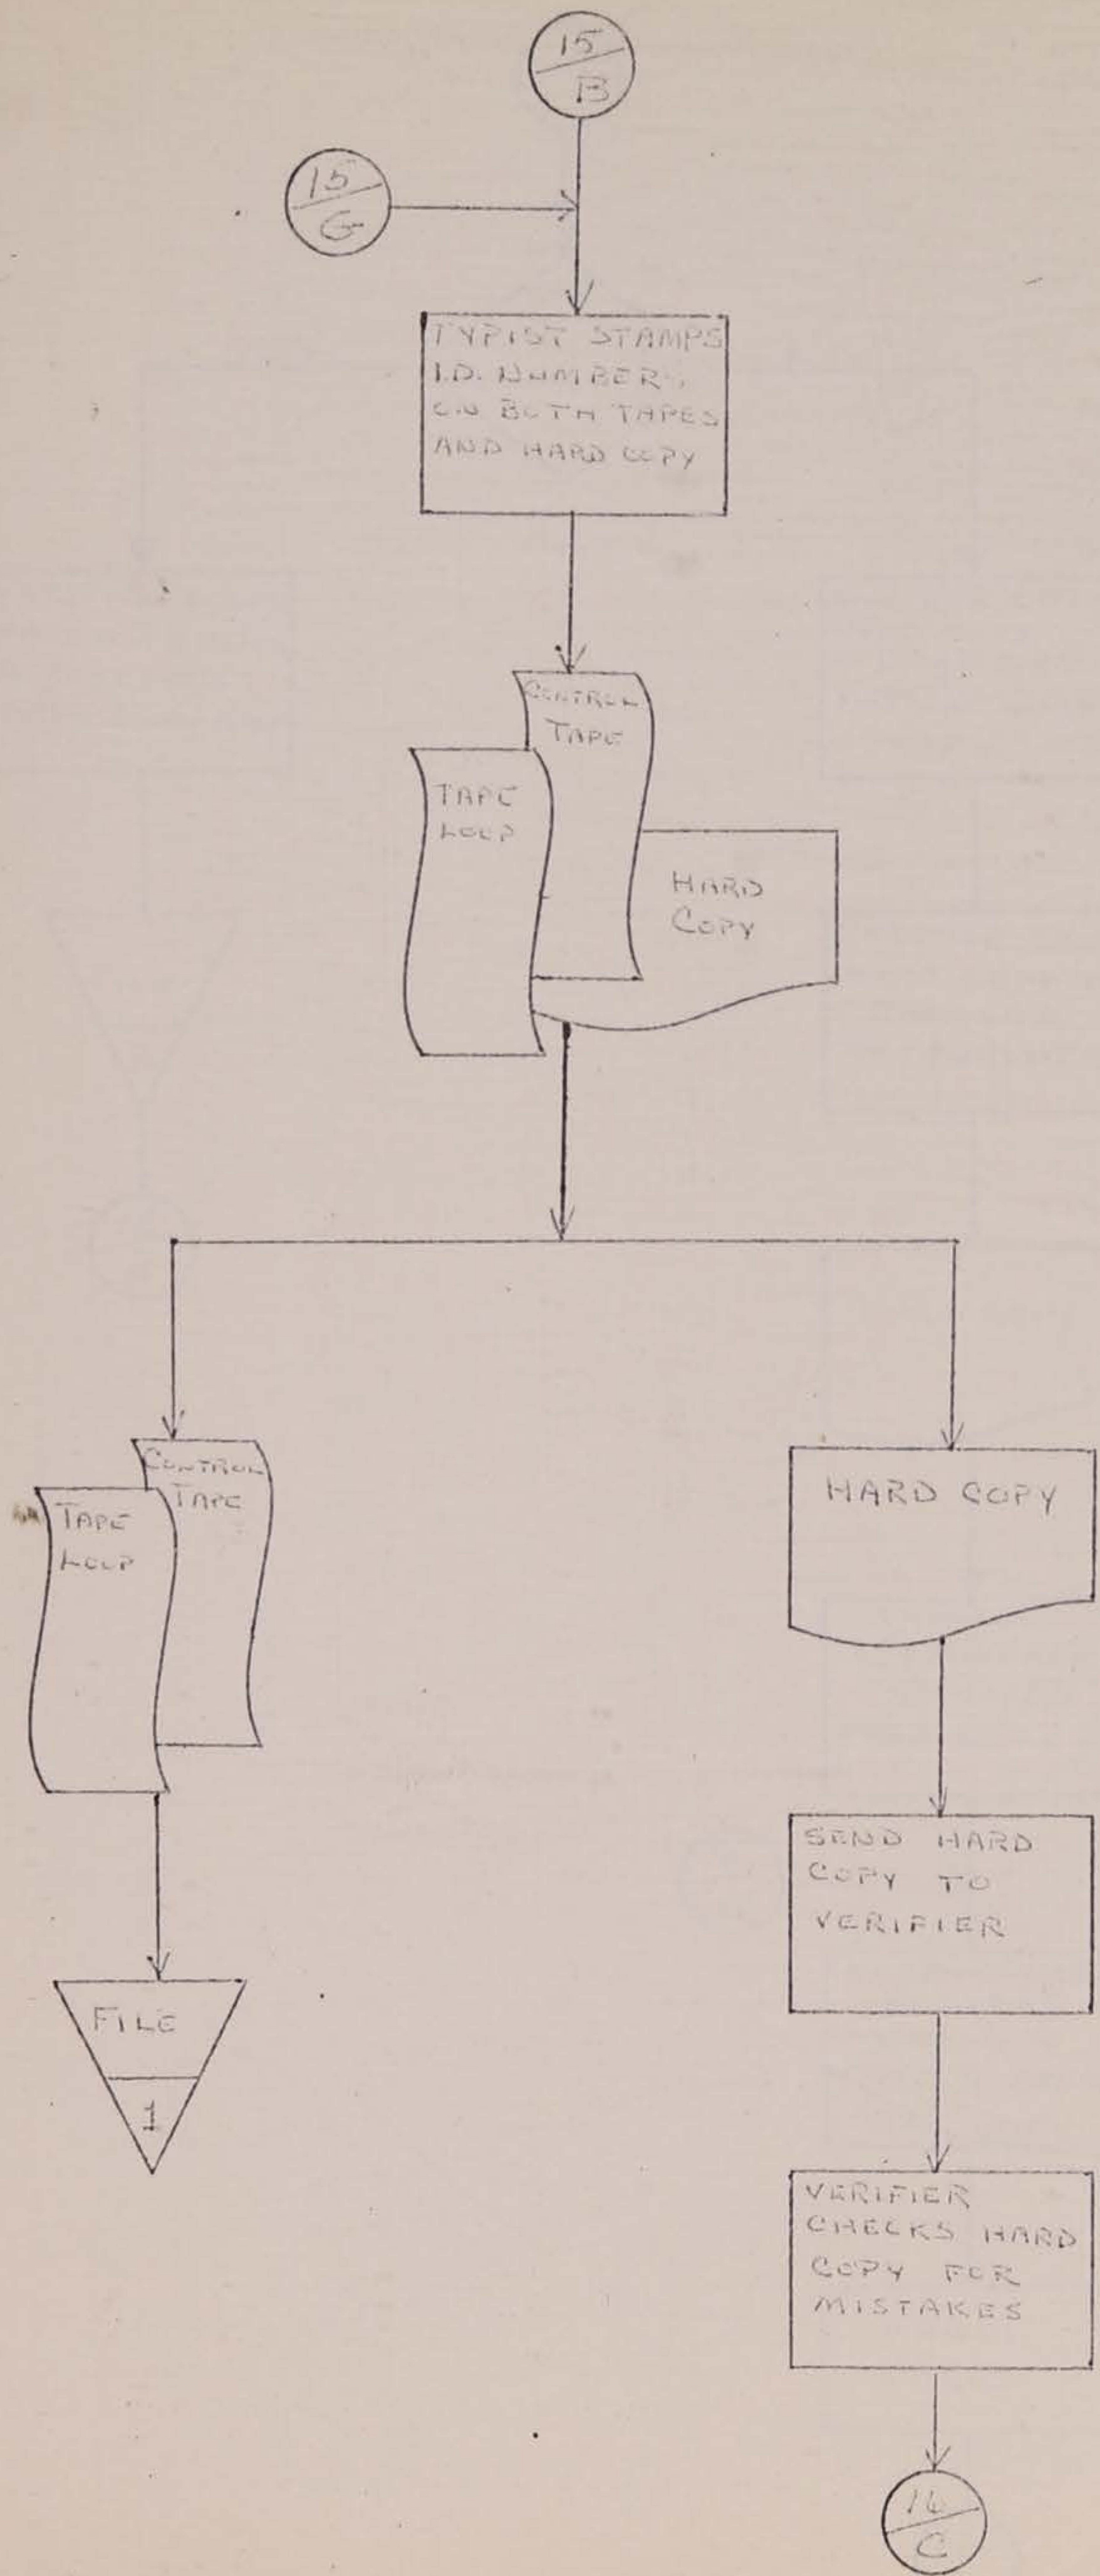 15
B
15
G
TYPIST STAMPS
I.D. NUMBERS
ON BOTH TAPES
AND HARD COPY
CONTROL
TAPE
TAPE
LOOP
HARD
COPY
CONTROL
TAPE
TAPE
LOOP
FILE
1
HARD COPY
SEND HARD
COPY TO
VERIFIER
VERIFIER
CHECKS HARD
COPY FOR
MISTAKES
16
C